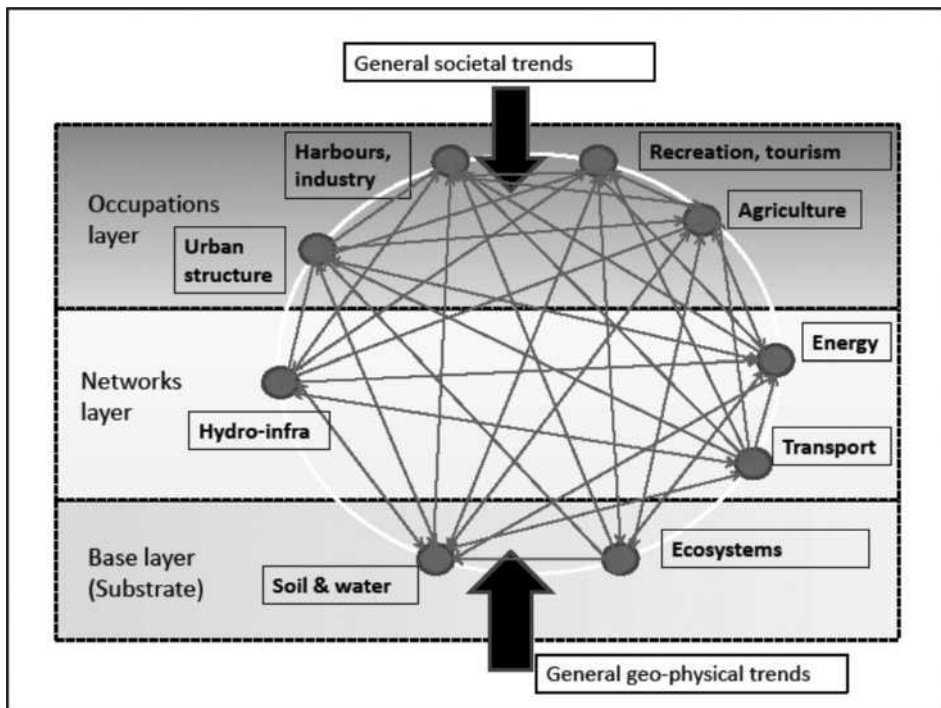 General societal trends
Harbours,
industry
Recreation, tourism
Occupations
layer
Agriculture
Urban
structure
Energy
Networks
layer
Hydro-infra
Transport
Base layer
(Substrate)
Ecosystems
Soil & water
General geo-physical trends